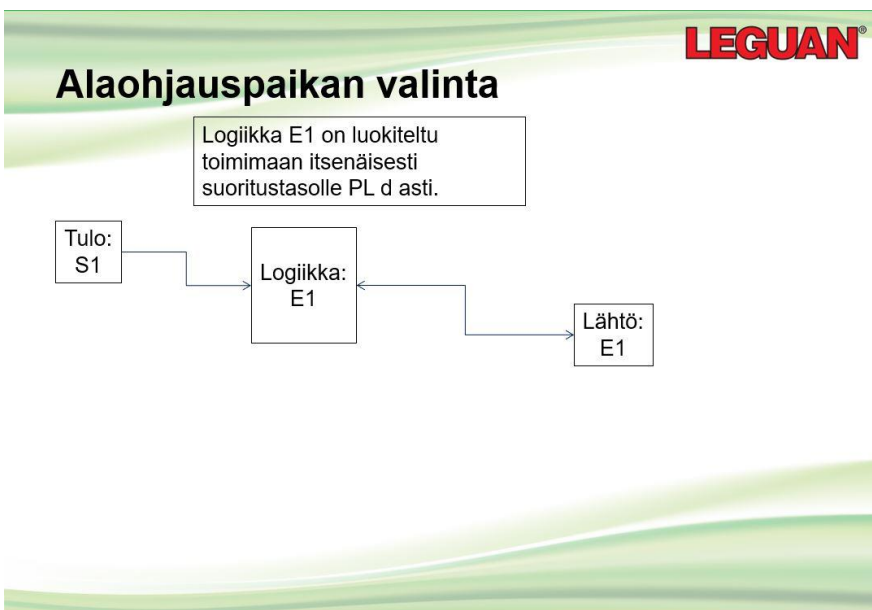 LEGUAN®
Alaohjauspaikan valinta
Logiikka E1 on luokiteltu
toimimaan itsenäisesti
suoritustasolle PL d asti.
Tulo:
S1
Logiikka:
E1
Lähtö:
E1